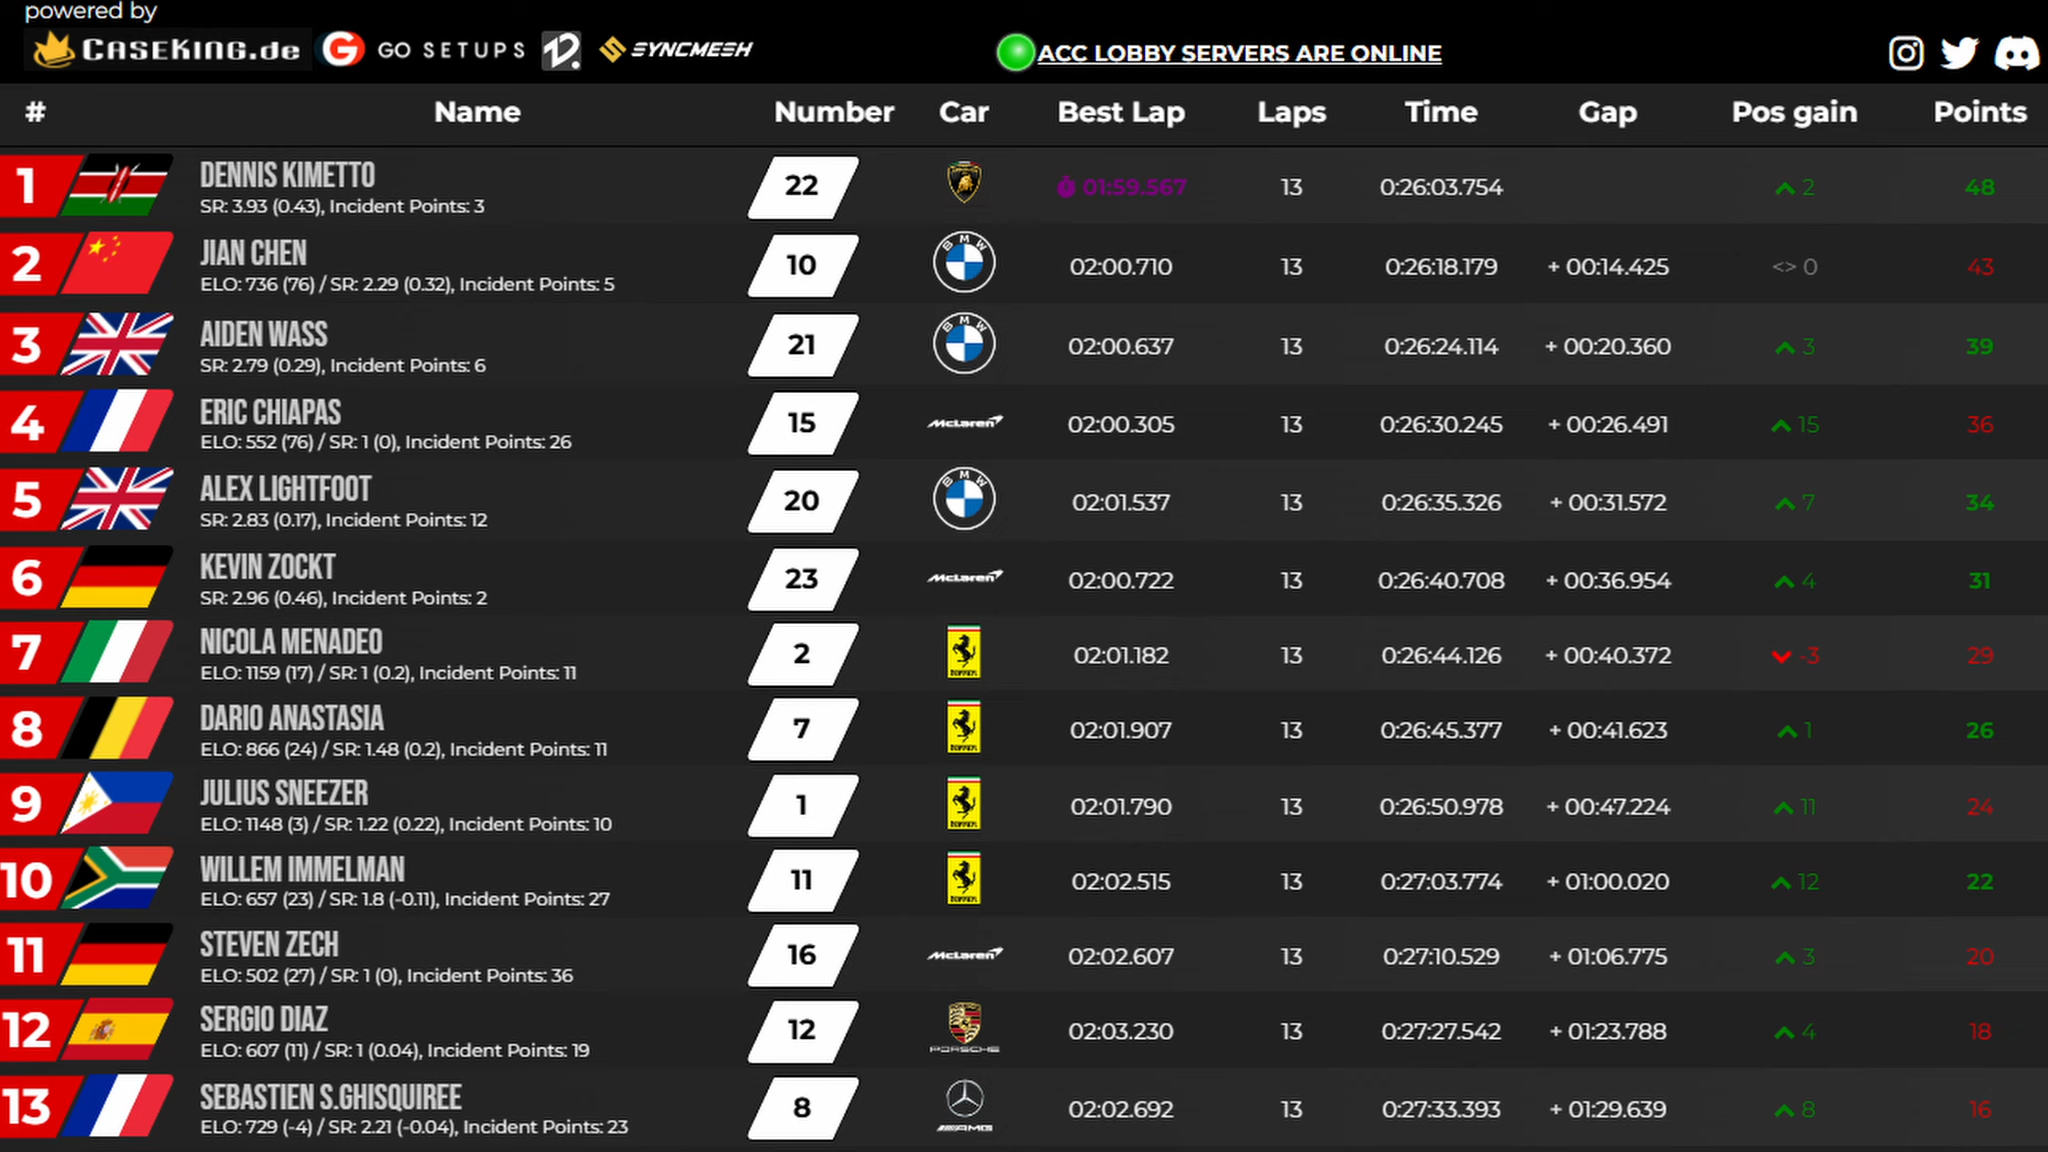 powered by
CASEKING.de G GO SETUPS SYNCMESH ACC LOBBY SERVERS ARE ONLINE
# Name Number Car Best Lap Laps Time Gap Pos gain Points
1 DENNIS KIMETTO 22 01:59.567 13 0:26:03.754 2 48
SR: 3.93 (0.43), Incident Points: 3
2 JIAN CHEN 10 BMW 02:00.710 13 0:26:18.179 + 00:14.425 <> 0 43
ELO: 736 (76) / SR: 2.29 (0.32), Incident Points: 5
3 AIDEN WASS 21 BMW 02:00.637 13 0:26:24.114 + 00:20.360 3 39
SR: 2.79 (0.29), Incident Points: 6
4 ERIC CHIAPAS 15 McLaren 02:00.305 13 0:26:30.245 + 00:26.491 15 36
ELO: 552 (76) / SR: 1 (0), Incident Points: 26
5 ALEX LIGHTFOOT 20 BMW 02:01.537 13 0:26:35.326 + 00:31.572 7 34
SR: 2.83 (0.17), Incident Points: 12
6 KEVIN ZOCKT 23 McLaren 02:00.722 13 0:26:40.708 + 00:36.954 4 31
SR: 2.96 (0.46), Incident Points: 2
7 NICOLA MENADEO 2 Ferrari 02:01.182 13 0:26:44.126 + 00:40.372 -3 29
ELO: 1159 (17) / SR: 1 (0.2), Incident Points: 11
8 DARIO ANASTASIA 7 Ferrari 02:01.907 13 0:26:45.377 + 00:41.623 1 26
ELO: 866 (24) / SR: 1.48 (0.2), Incident Points: 11
9 JULIUS SNEEZER 1 Ferrari 02:01.790 13 0:26:50.978 + 00:47.224 11 24
ELO: 1148 (3) / SR: 1.22 (0.22), Incident Points: 10
10 WILLEM IMMELMAN 11 Ferrari 02:02.515 13 0:27:03.774 + 01:00.020 12 22
ELO: 657 (23) / SR: 1.8 (-0.11), Incident Points: 27
11 STEVEN ZECH 16 McLaren 02:02.607 13 0:27:10.529 + 01:06.775 3 20
ELO: 502 (27) / SR: 1 (0), Incident Points: 36
12 SERGIO DIAZ 12 PORSCHE 02:03.230 13 0:27:27.542 + 01:23.788 4 18
ELO: 607 (11) / SR: 1 (0.04), Incident Points: 19
13 SEBASTIEN S.GHISQUIREE 8 AMG 02:02.692 13 0:27:33.393 + 01:29.639 8 16
ELO: 729 (-4) / SR: 2.21 (-0.04), Incident Points: 23